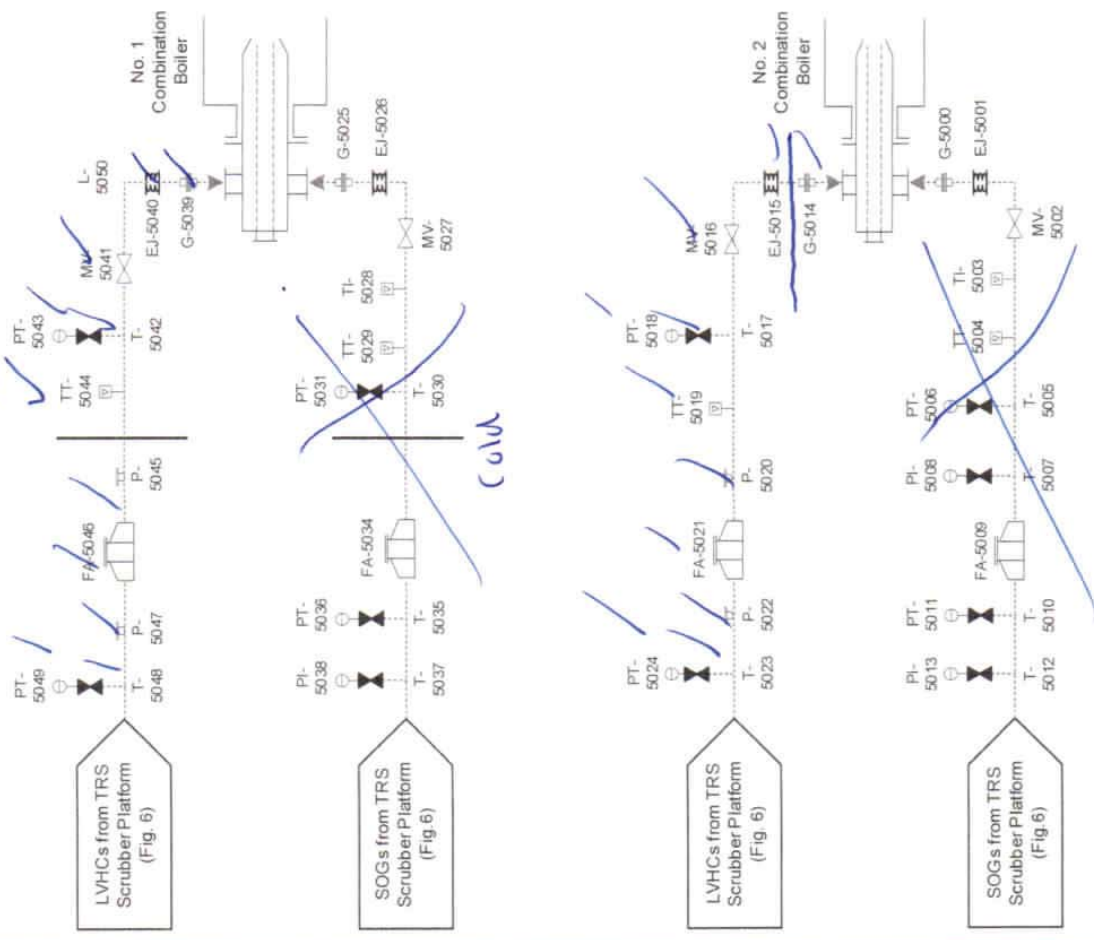 LVHCs from TRS
Scrubber Platform
(Fig. 6)
PT-
5049
T-
5048
P-
5047
FA-5046
P-
5045
TT-
5044
PT-
5043
T-
5042
MV-
5041
L-
5050
EJ-5040
G-5039
No. 1
Combination
Boiler
G-5025
EJ-5026
SOGs from TRS
Scrubber Platform
(Fig. 6)
PI-
5038
T-
5037
PT-
5036
T-
5035
FA-5034
Cold
PT-
5031
T-
5030
TT-
5029
TI-
5028
MV-
5027
LVHCs from TRS
Scrubber Platform
(Fig. 6)
PT-
5024
T-
5023
P-
5022
FA-5021
P-
5020
TT-
5019
PT-
5018
T-
5017
MV-
5016
EJ-5015
G-5014
No. 2
Combination
Boiler
G-5000
EJ-5001
SOGs from TRS
Scrubber Platform
(Fig. 6)
PI-
5013
T-
5012
PT-
5011
T-
5010
FA-5009
PI-
5008
T-
5007
PT-
5006
T-
5005
TT-
5004
TI-
5003
MV-
5002